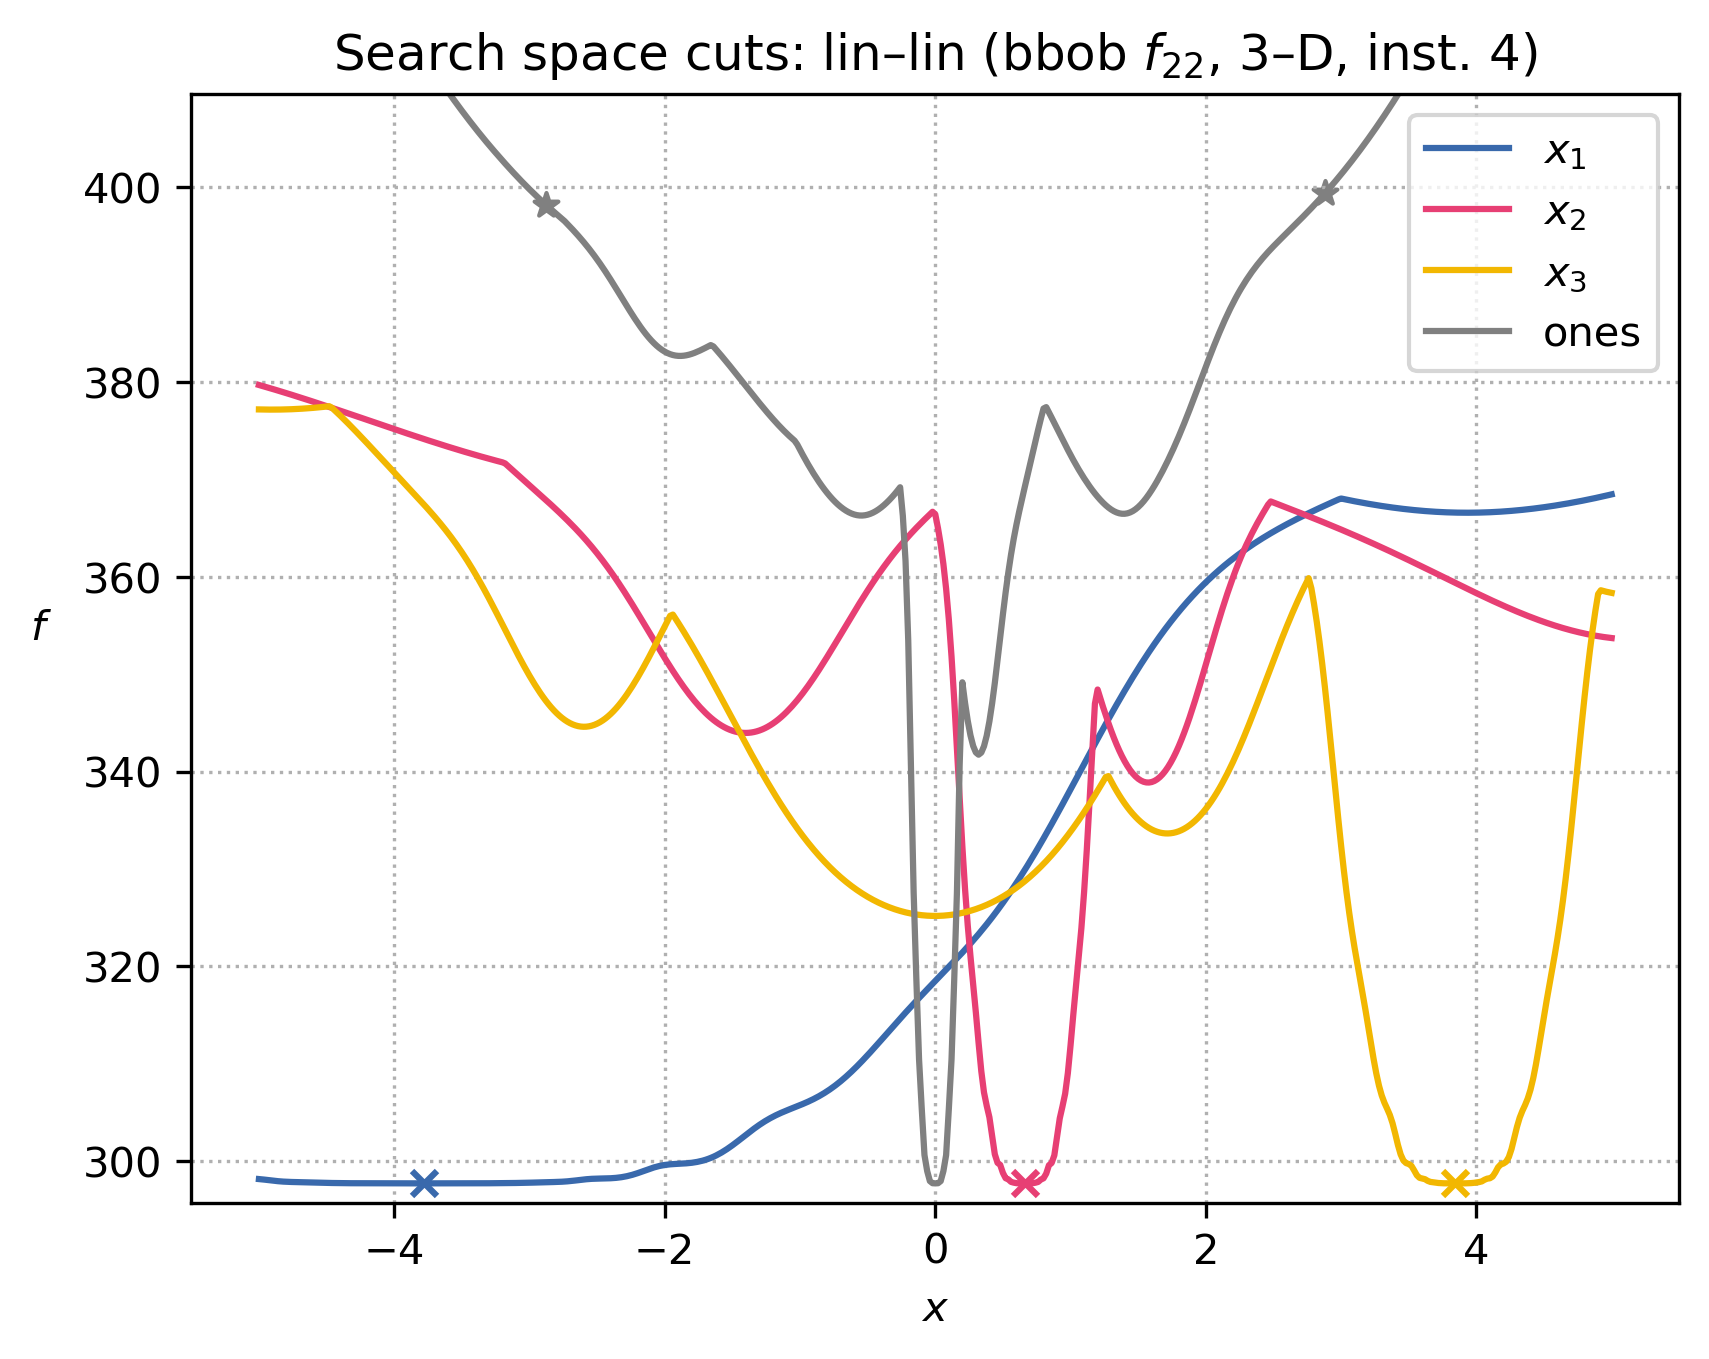 Search space cuts: lin–lin (bbob f₂₂, 3–D, inst. 4)
x₁
x₂
x₃
ones
400
380
360
340
320
300
f
−4 −2 0 2 4
x